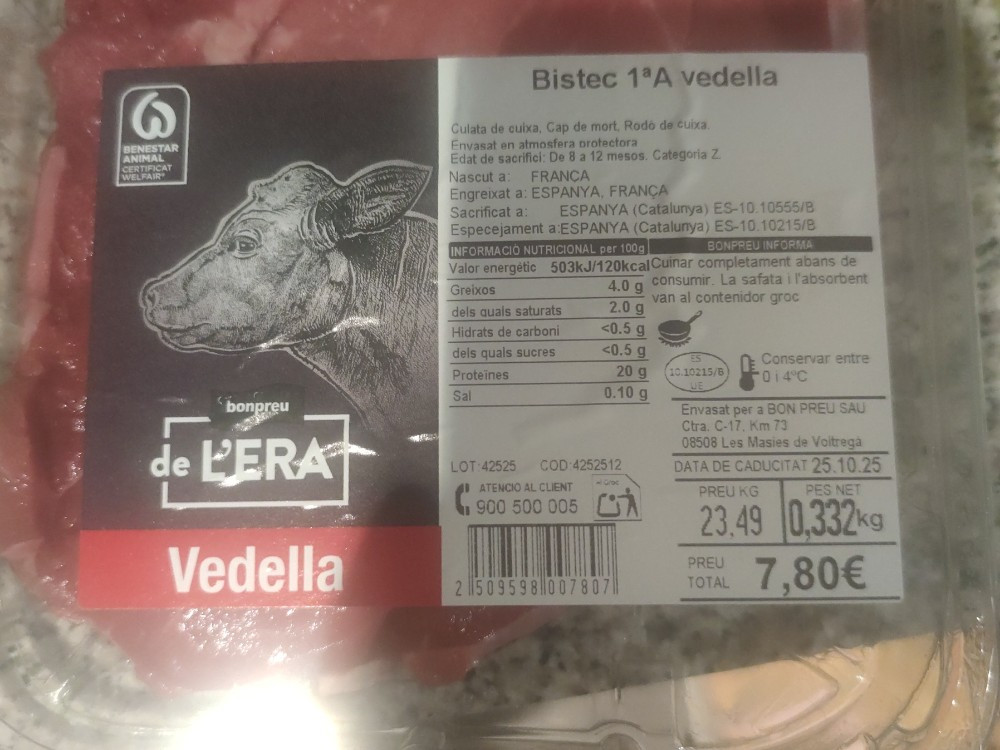 BENESTAR
ANIMAL
CERTIFICAT
WELFAIR®
bonpreu
de L'ERA
Vedella
Bistec 1ªA vedella
Culata de cuixa, Cap de mort, Rodó de cuixa.
Envasat en atmosfera protectora
Edat de sacrifici: De 8 a 12 mesos. Categoria Z
Nascut a: FRANÇA
Engreixat a: ESPANYA, FRANÇA
Sacrificat a: ESPANYA (Catalunya) ES-10.10555/B
Especejament a:ESPANYA (Catalunya) ES-10.10215/B
INFORMACIÓ NUTRICIONAL per 100g
Valor energètic 503kJ/120kcal
Greixos 4.0 g
dels quals saturats 2.0 g
Hidrats de carboni <0.5 g
dels quals sucres <0.5 g
Proteïnes 20 g
Sal 0.10 g
BONPREU INFORMA
Cuinar completament abans de
consumir. La safata i l'absorbent
van al contenidor groc
ES
10.10215/B
UE
Conservar entre
0 i 4°C
Envasat per a BON PREU SAU
Ctra. C-17, Km 73
08508 Les Masies de Voltregà
LOT:42525 COD:4252512
ATENCIÓ AL CLIENT
900 500 005
DATA DE CADUCITAT 25.10.25
PREU KG
23,49
PES NET
0,332kg
PREU
TOTAL
7,80€
2 509598 007807